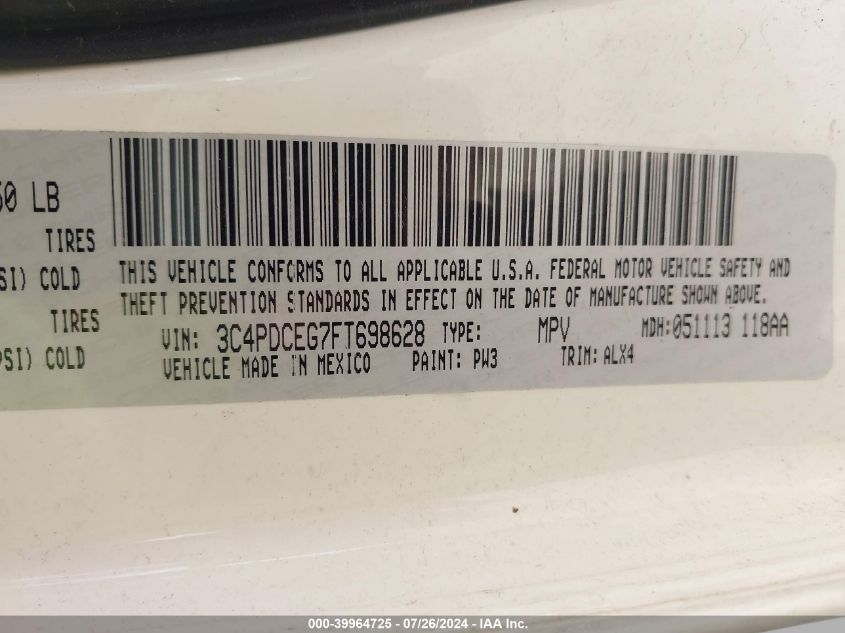 50 LB
TIRES
SI) COLD
TIRES
PSI) COLD
THIS VEHICLE CONFORMS TO ALL APPLICABLE U.S.A. FEDERAL MOTOR VEHICLE SAFETY AND
THEFT PREVENTION STANDARDS IN EFFECT ON THE DATE OF MANUFACTURE SHOWN ABOVE.
VIN: 3C4PDCEG7FT698628 TYPE: MPV MDH:051113 118AA
VEHICLE MADE IN MEXICO PAINT: PW3 TRIM: ALX4
000-39964725 - 07/26/2024 - IAA Inc.